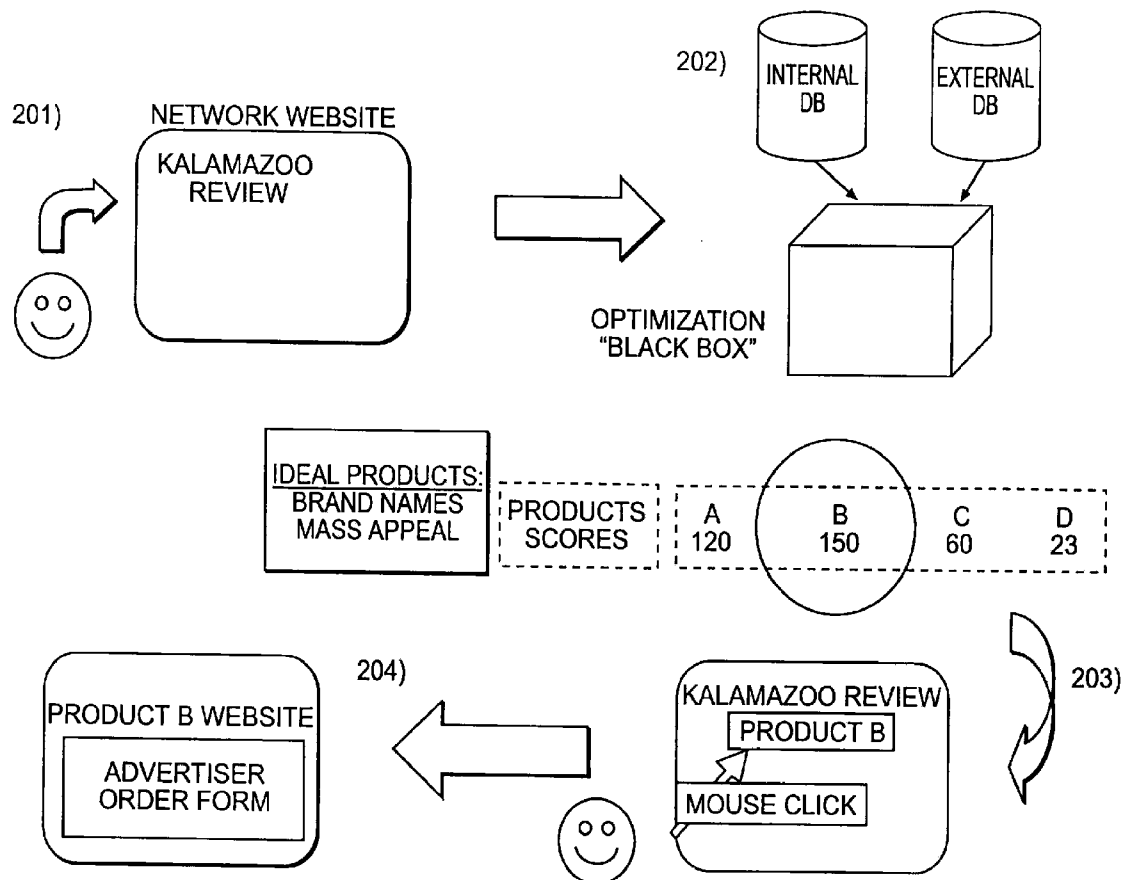 201)
NETWORK WEBSITE
KALAMAZOO
REVIEW
202)
INTERNAL
DB
EXTERNAL
DB
OPTIMIZATION
"BLACK BOX"
IDEAL PRODUCTS:
BRAND NAMES
MASS APPEAL
PRODUCTS
SCORES
A B C D
120 150 60 23
203)
KALAMAZOO REVIEW
PRODUCT B
MOUSE CLICK
204)
PRODUCT B WEBSITE
ADVERTISER
ORDER FORM